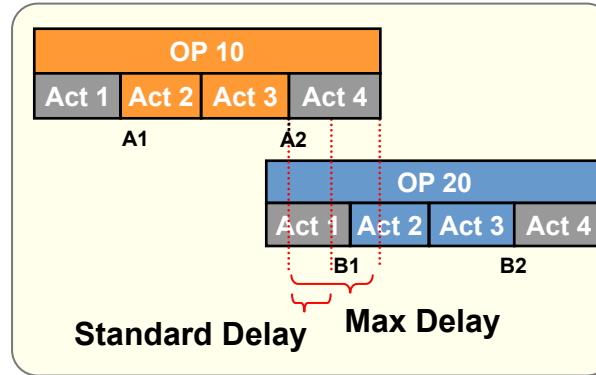 OP 10
Act 1 Act 2 Act 3 Act 4
A1 A2
OP 20
Act 1 Act 2 Act 3 Act 4
B1 B2
Standard Delay Max Delay